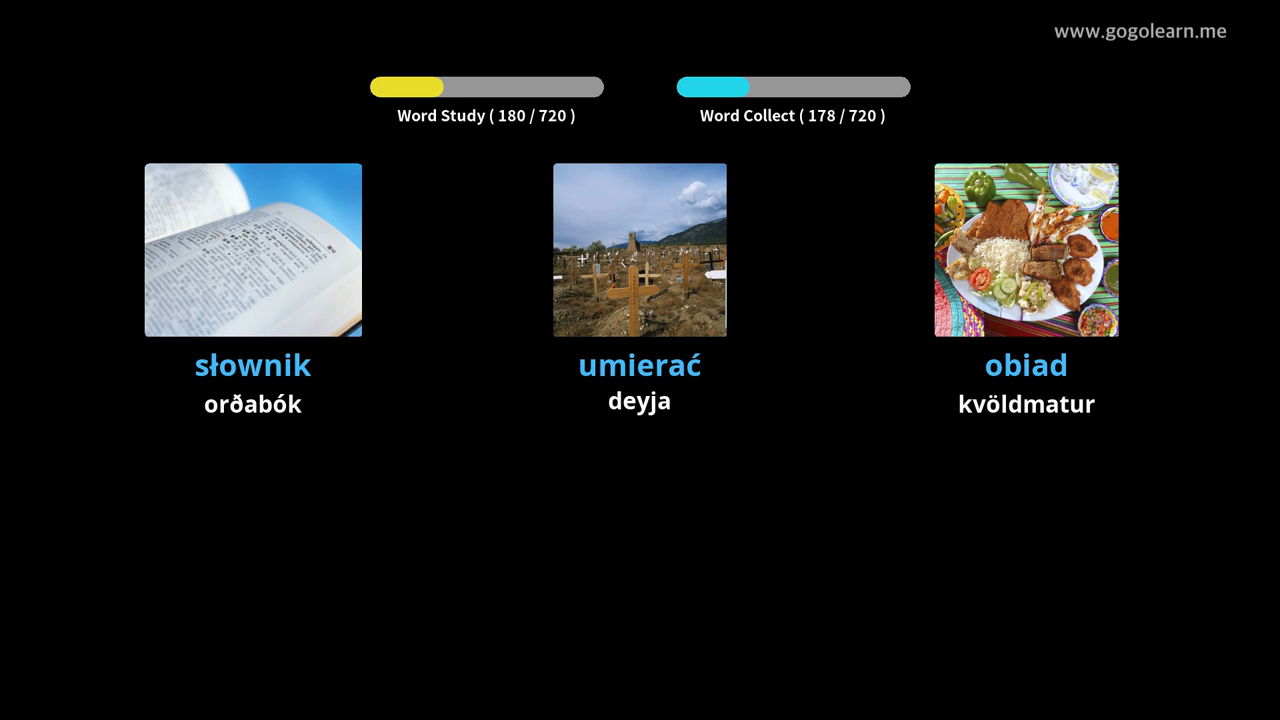 www.gogolearn.me
Word Study ( 180 / 720 )
Word Collect ( 178 / 720 )
słownik
umierać
obiad
orðabók
deyja
kvöldmatur